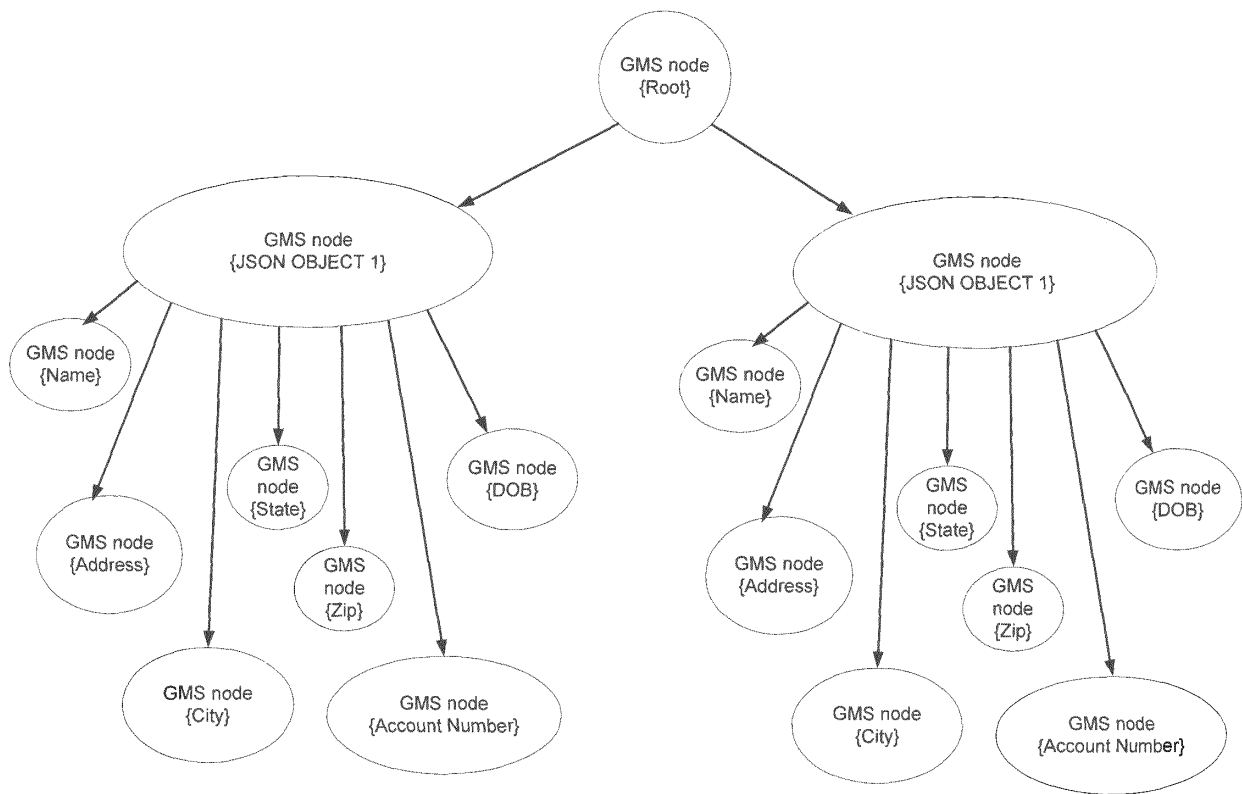 GMS node
{Root}
GMS node
{JSON OBJECT 1}
GMS node
{JSON OBJECT 1}
GMS node
{Name}
GMS node
{Address}
GMS node
{City}
GMS
node
{State}
GMS
node
{Zip}
GMS node
{Account Number}
GMS node
{DOB}
GMS node
{Name}
GMS node
{Address}
GMS node
{City}
GMS
node
{State}
GMS
node
{Zip}
GMS node
{Account Number}
GMS node
{DOB}